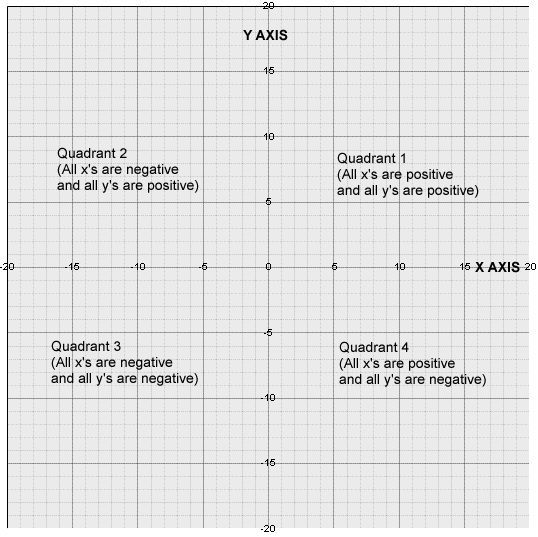 20
Y AXIS
15
10
Quadrant 2
(All x's are negative
and all y's are positive)
Quadrant 1
(All x's are positive
and all y's are positive)
5
-20 -15 -10 -5 0 5 10 15 X AXIS 20
-5
Quadrant 3
(All x's are negative
and all y's are negative)
Quadrant 4
(All x's are positive
and all y's are negative)
-10
-15
-20